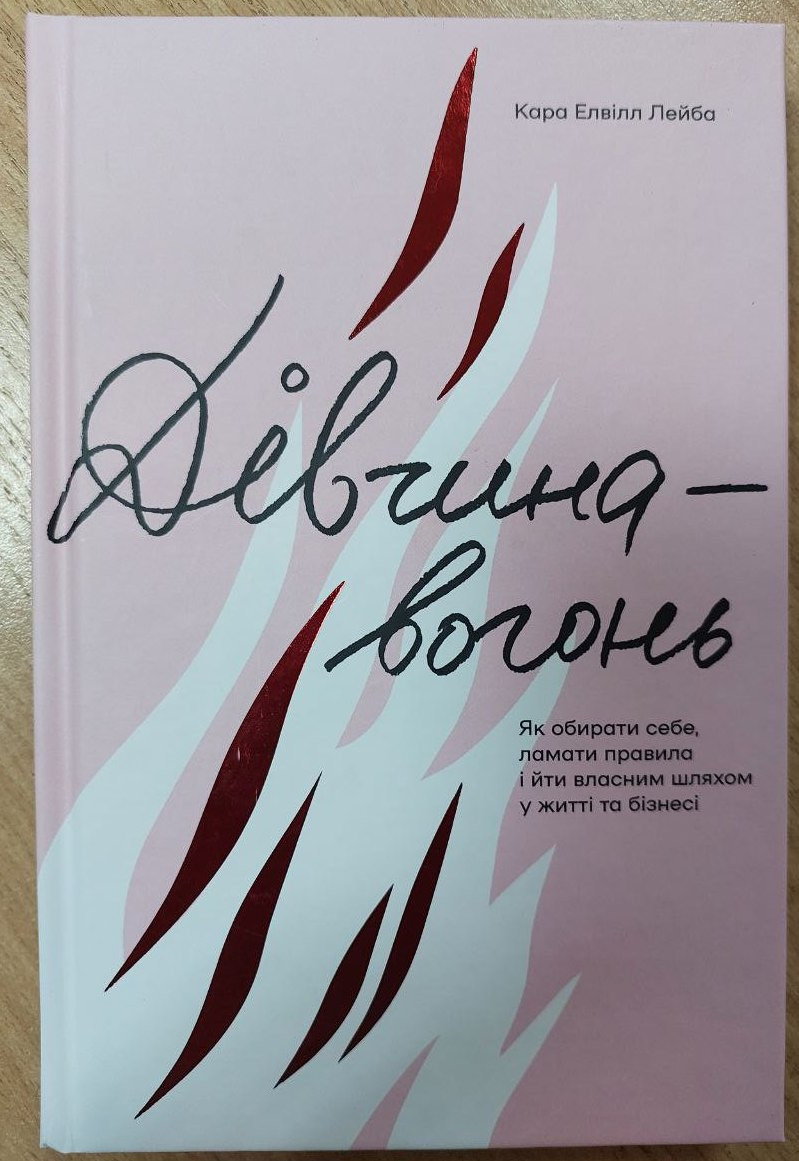 Кара Елвілл Лейба
Дівчина–
вогонь
Як обирати себе,
ламати правила
і йти власним шляхом
у житті та бізнесі